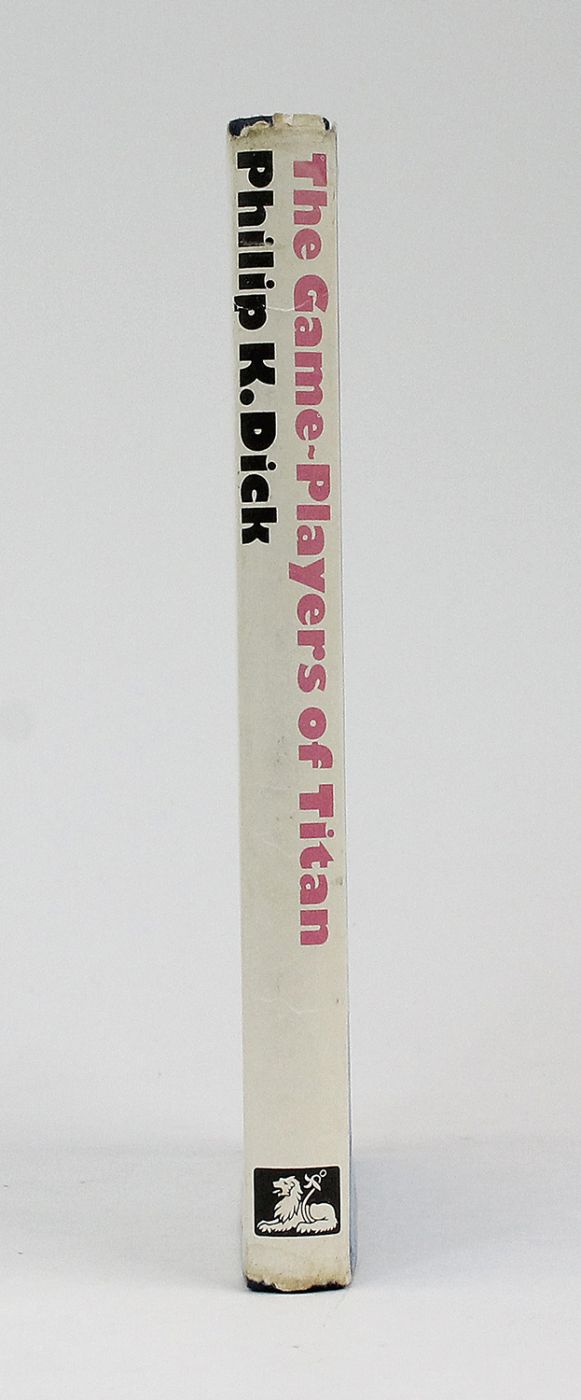 The Game-Players of Titan
Philip K. Dick